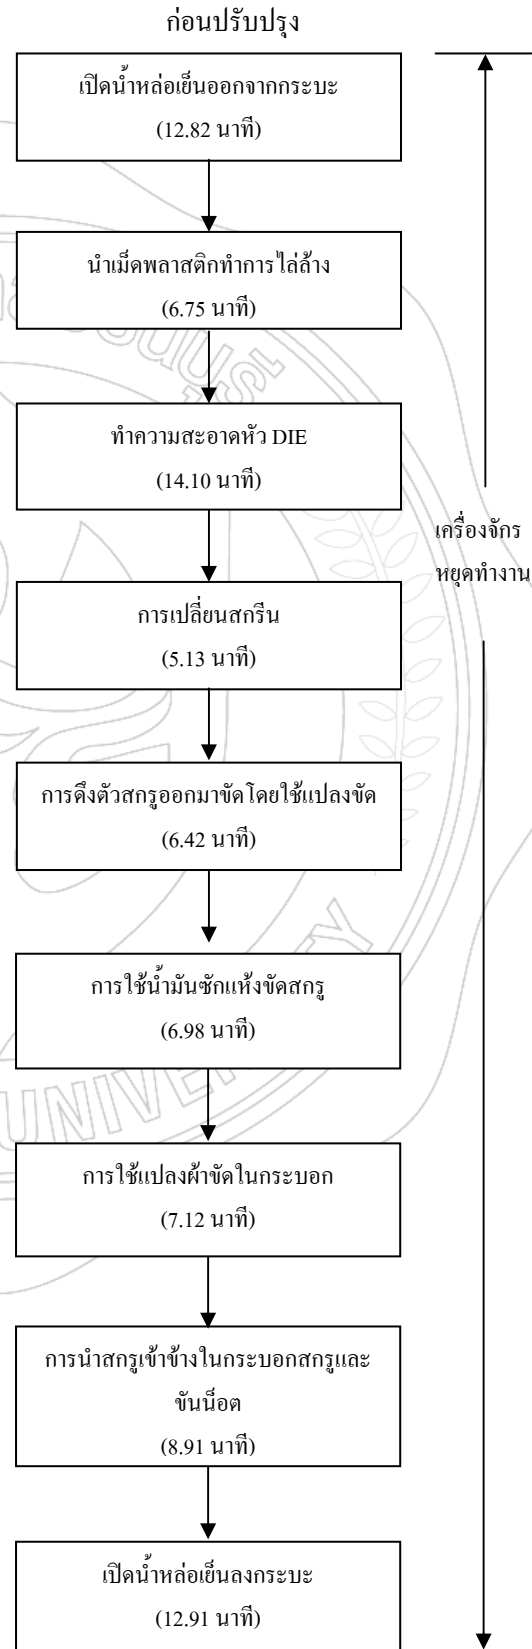 ก่อนปรับปรุง
เปิดน้ำหล่อเย็นออกจากกระบะ
(12.82 นาที)
นำเม็ดพลาสติกทำการไล่ล้าง
(6.75 นาที)
ทำความสะอาดหัว DIE
(14.10 นาที)
เครื่องจักร
หยุดทำงาน
การเปลี่ยนสกรีน
(5.13 นาที)
การดึงตัวสกรูออกมาขัดโดยใช้แปลงขัด
(6.42 นาที)
การใช้น้ำมันซักแห้งขัดสกรู
(6.98 นาที)
UNIVERSITY
การใช้แปลงผ้าขัดในกระบอก
(7.12 นาที)
การนำสกรูเข้าข้างในกระบอกสกรูและ
ขันน็อต
(8.91 นาที)
เปิดน้ำหล่อเย็นลงกระบะ
(12.91 นาที)